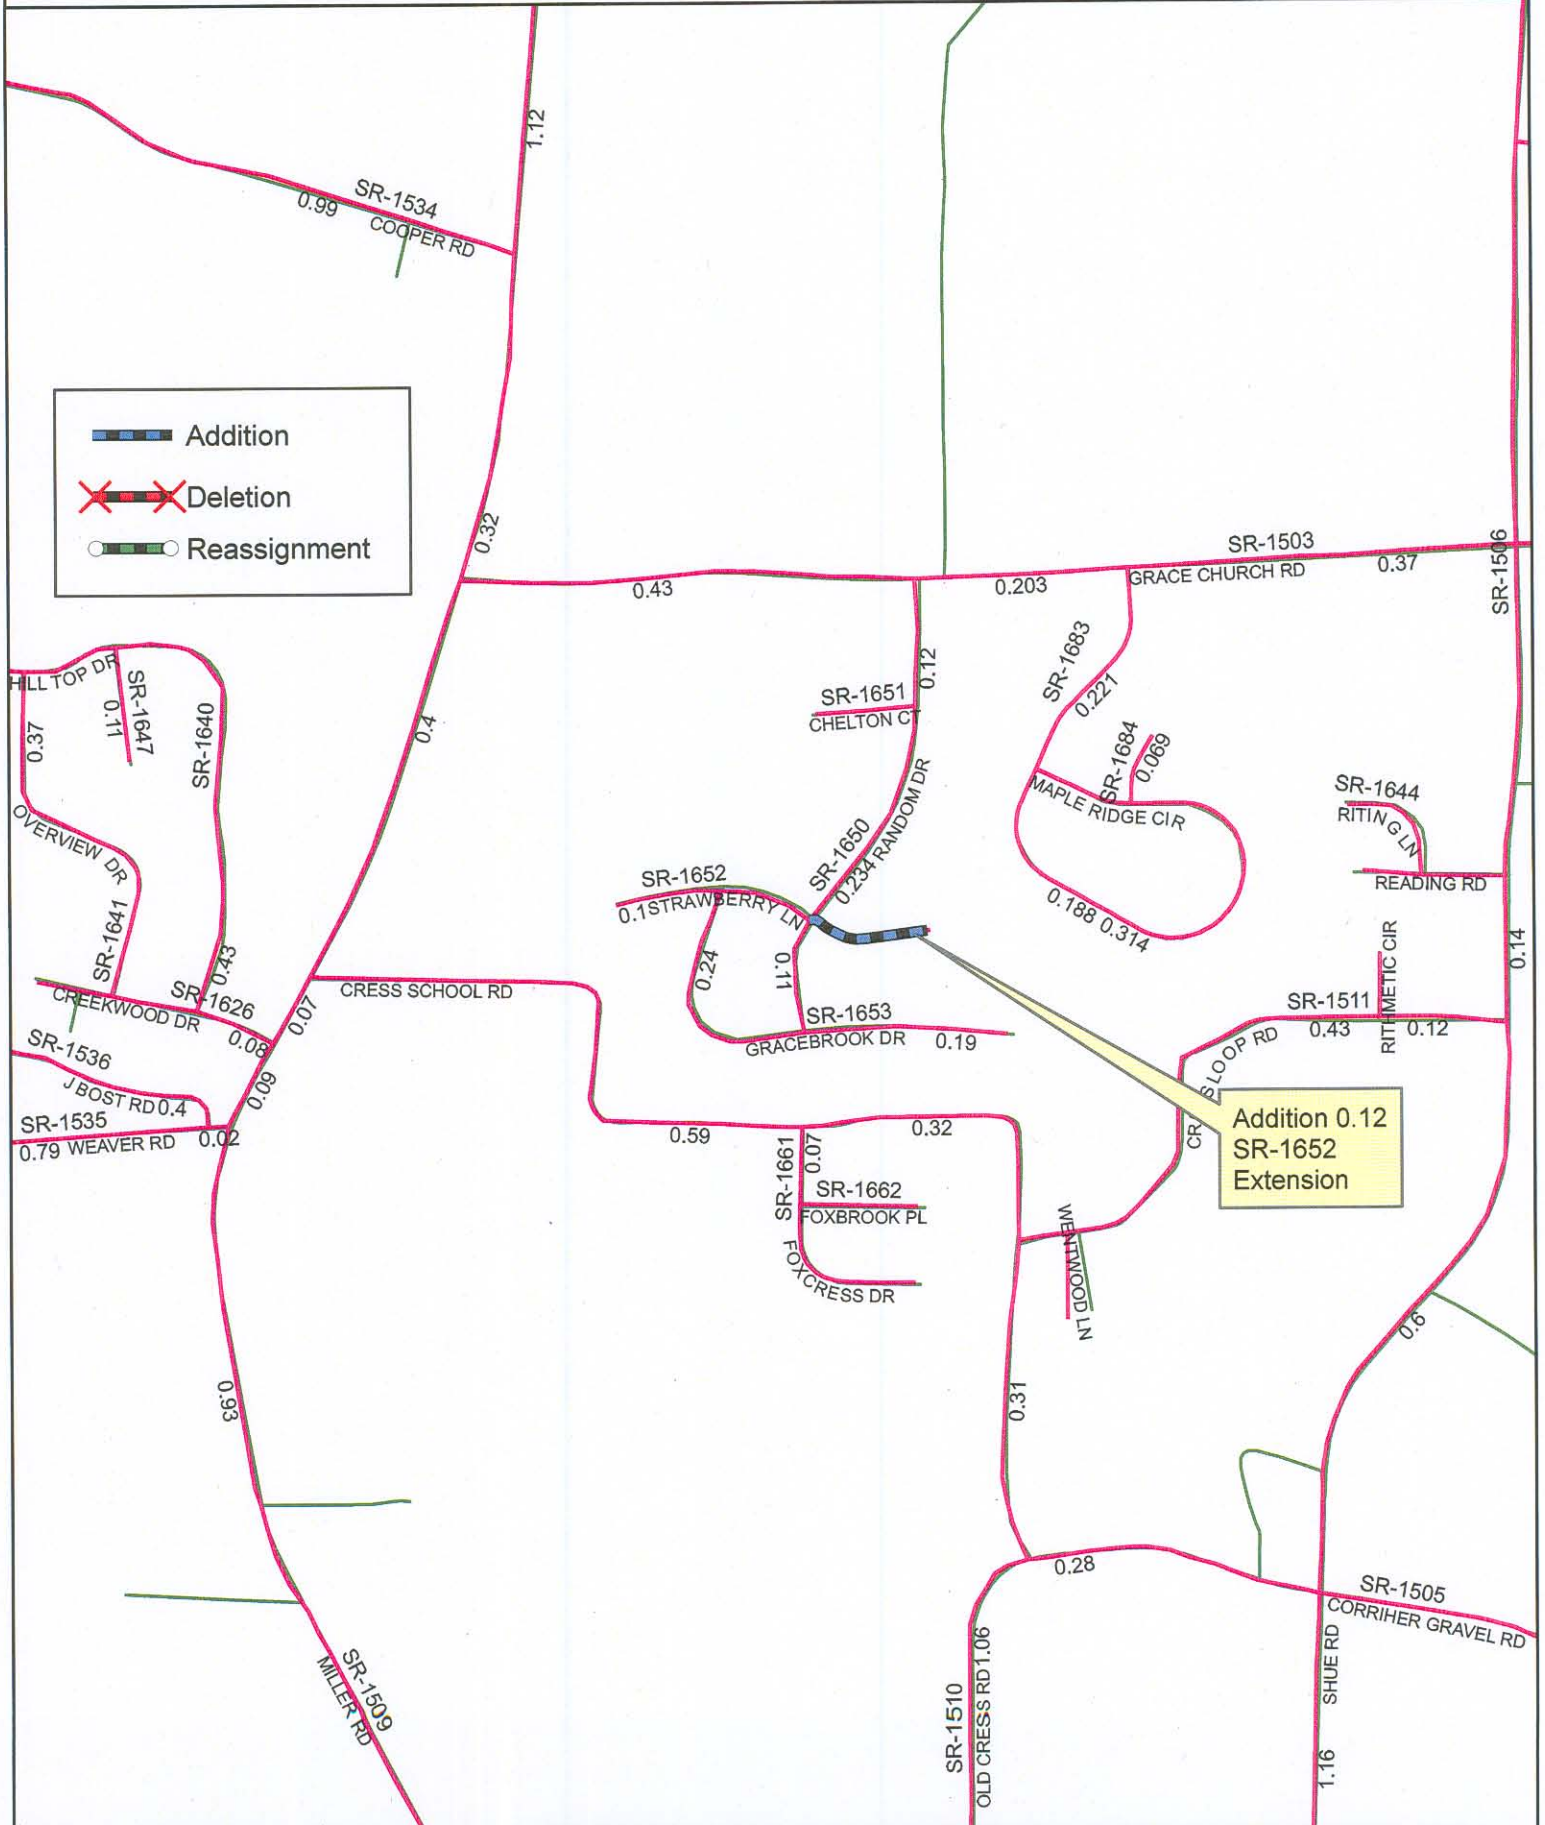 1.12
SR-1534
0.99
COOPER RD
Addition
Deletion
Reassignment
0.32
SR-1503
0.43
0.203
GRACE CHURCH RD
0.37
SR-1506
HILL TOP DR
SR-1647
0.11
0.37
SR-1640
0.4
0.12
SR-1651
CHELTON CT
SR-1683
0.221
SR-1684
0.069
MAPLE RIDGE CIR
SR-1644
RITING LN
READING RD
OVERVIEW DR
SR-1641
0.43
SR-1650
0.234 RANDOM DR
SR-1652
0.1 STRAWBERRY LN
0.188 0.314
0.24
0.11
0.14
CREEKWOOD DR
SR-1626
0.08
0.07
CRESS SCHOOL RD
SR-1653
GRACEBROOK DR
0.19
SR-1511
0.43
RITHMETIC CIR
0.12
SR-1536
J BOST RD 0.4
0.09
SR-1535
0.79 WEAVER RD
0.02
CR
S LOOP RD
Addition 0.12
SR-1652
Extension
0.59
0.32
SR-1661
0.07
SR-1662
FOXBROOK PL
FOXCRESS DR
WENTWOOD LN
0.6
0.93
0.31
0.28
SR-1505
CORRIHER GRAVEL RD
SR-1509
MILLER RD
SR-1510
OLD CRESS RD 1.06
SHUE RD
1.16